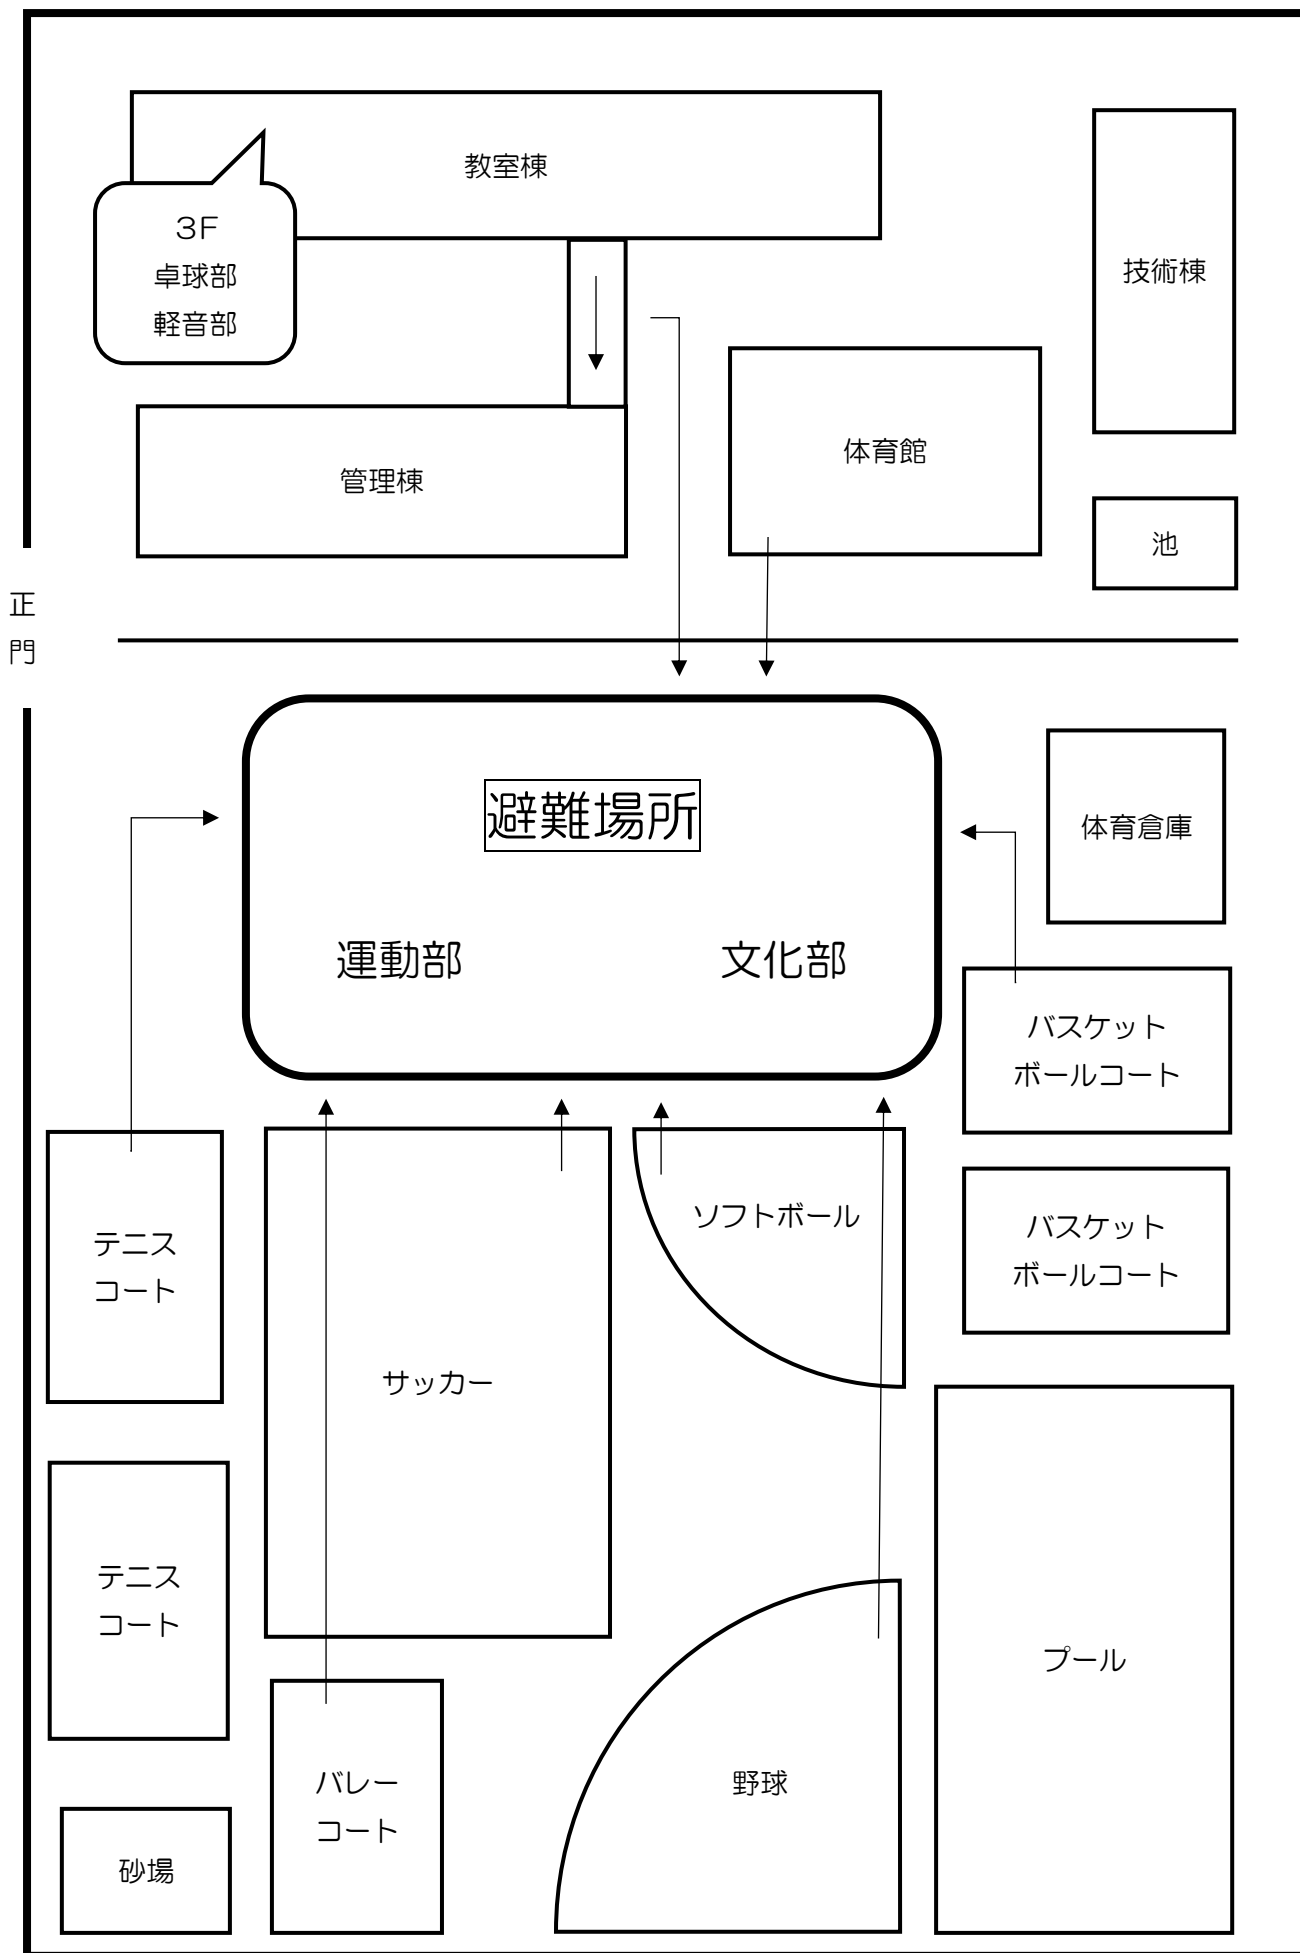 教室棟
3F
卓球部
軽音部
技術棟
体育館
管理棟
池
正
門
避難場所
体育倉庫
運動部
文化部
バスケット
ボールコート
バスケット
ボールコート
ソフトボール
テニス
コート
サッカー
テニス
コート
プール
バレー
コート
野球
砂場